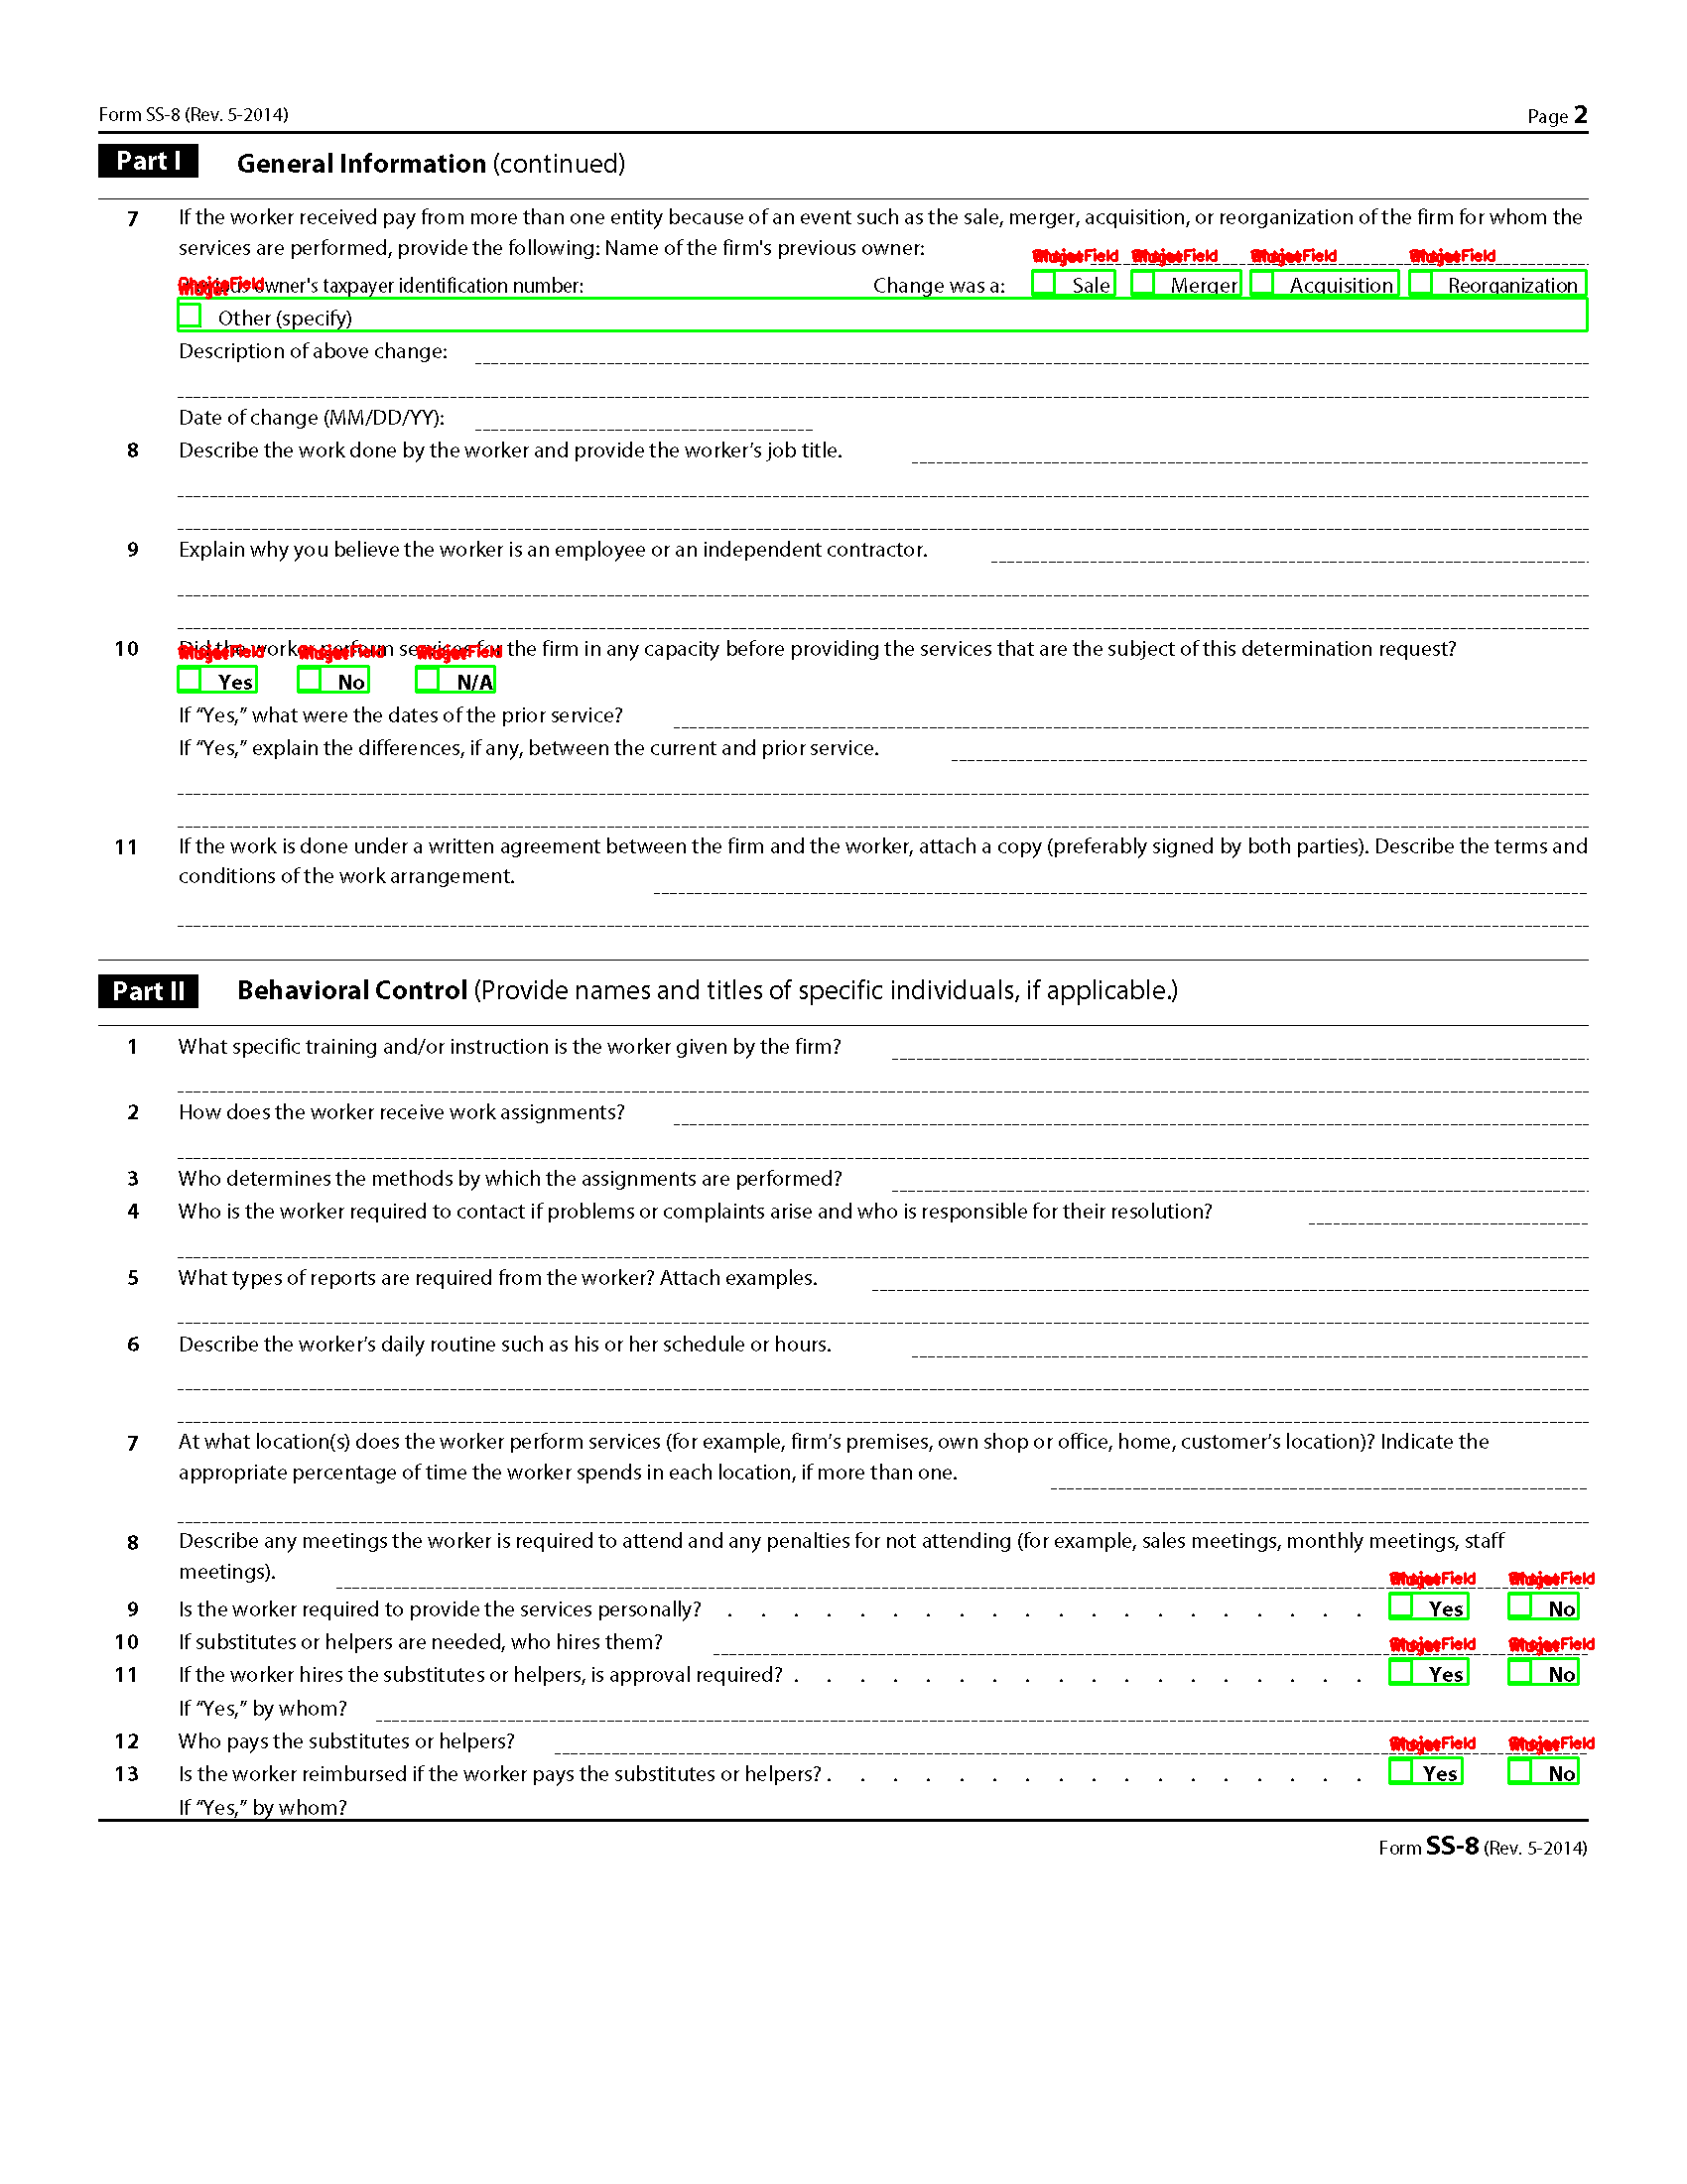 Form SS-8 (Rev. 5-2014)
Page 2
Part I
General Information (continued)
7 If the worker received pay from more than one entity because of an event such as the sale, merger, acquisition, or reorganization of the firm for whom the
services are performed, provide the following: Name of the firm's previous owner:
owner's taxpayer identification number: Change was a: Sale Merger Acquisition Reorganization
Other (specify)
Description of above change:
Date of change (MM/DD/YY):
8 Describe the work done by the worker and provide the worker's job title.
9 Explain why you believe the worker is an employee or an independent contractor.
10 Did the worker perform services for the firm in any capacity before providing the services that are the subject of this determination request?
Yes No N/A
If “Yes,” what were the dates of the prior service?
If “Yes,” explain the differences, if any, between the current and prior service.
11 If the work is done under a written agreement between the firm and the worker, attach a copy (preferably signed by both parties). Describe the terms and
conditions of the work arrangement.
Part II
Behavioral Control (Provide names and titles of specific individuals, if applicable.)
1 What specific training and/or instruction is the worker given by the firm?
2 How does the worker receive work assignments?
3 Who determines the methods by which the assignments are performed?
4 Who is the worker required to contact if problems or complaints arise and who is responsible for their resolution?
5 What types of reports are required from the worker? Attach examples.
6 Describe the worker’s daily routine such as his or her schedule or hours.
7 At what location(s) does the worker perform services (for example, firm’s premises, own shop or office, home, customer’s location)? Indicate the
appropriate percentage of time the worker spends in each location, if more than one.
8 Describe any meetings the worker is required to attend and any penalties for not attending (for example, sales meetings, monthly meetings, staff
meetings).
9 Is the worker required to provide the services personally? . . . . . . . . . . . . . . . . . . . . Yes No
10 If substitutes or helpers are needed, who hires them?
11 If the worker hires the substitutes or helpers, is approval required? . . . . . . . . . . . . . . . . . . Yes No
If “Yes,” by whom?
12 Who pays the substitutes or helpers?
13 Is the worker reimbursed if the worker pays the substitutes or helpers? . . . . . . . . . . . . . . . . . Yes No
If “Yes,” by whom?
Form SS-8 (Rev. 5-2014)